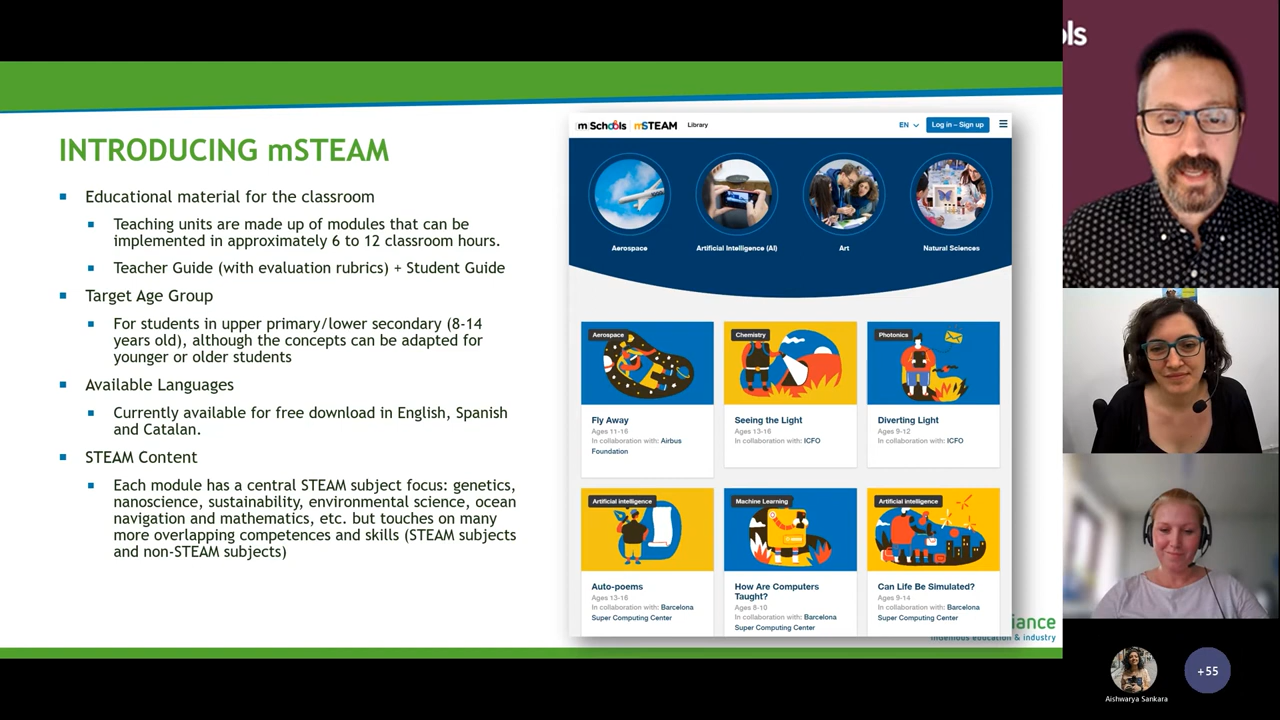 INTRODUCING mSTEAM
Educational material for the classroom
Teaching units are made up of modules that can be
implemented in approximately 6 to 12 classroom hours.
Teacher Guide (with evaluation rubrics) + Student Guide
Target Age Group
For students in upper primary/lower secondary (8-14
years old), although the concepts can be adapted for
younger or older students
Available Languages
Currently available for free download in English, Spanish
and Catalan.
STEAM Content
Each module has a central STEAM subject focus: genetics,
nanoscience, sustainability, environmental science, ocean
navigation and mathematics, etc. but touches on many
more overlapping competences and skills (STEAM subjects
and non-STEAM subjects)
mSchools mSTEAM Library EN Log in – Sign up
Aerospace Artificial Intelligence (AI) Art Natural Sciences
Aerospace
Fly Away
Ages 11-16
In collaboration with: Airbus
Foundation
Chemistry
Seeing the Light
Ages 13-16
In collaboration with: ICFO
Photonics
Diverting Light
Ages 9-12
In collaboration with: ICFO
Artificial intelligence
Auto-poems
Ages 13-16
In collaboration with: Barcelona
Super Computing Center
Machine Learning
How Are Computers
Taught?
Ages 8-10
In collaboration with: Barcelona
Super Computing Center
Artificial intelligence
Can Life Be Simulated?
Ages 9-14
In collaboration with: Barcelona
Super Computing Center
iance
education & industry
ols
Aishwarya Sankara
+55